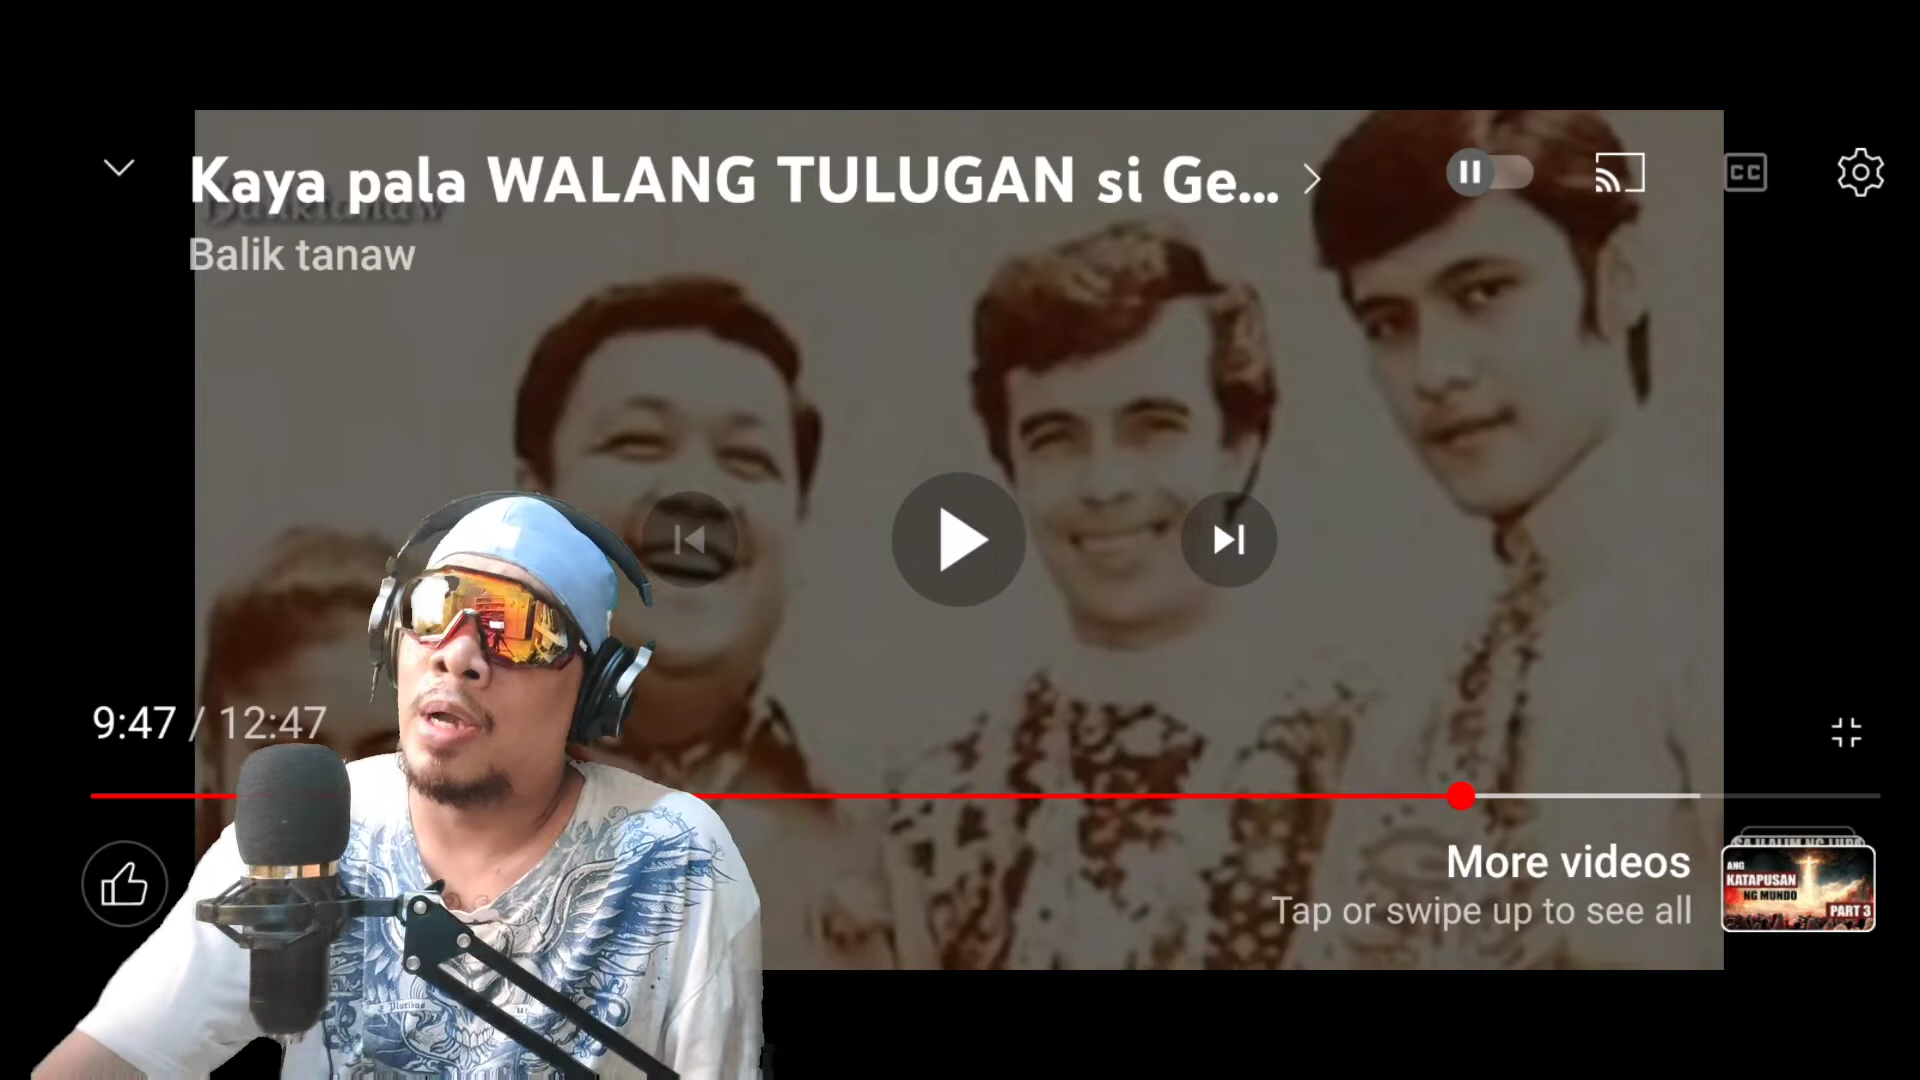 Kaya pala WALANG TULUGAN si Ge...
Balik tanaw
CC
9:47 / 12:47
More videos
Tap or swipe up to see all
ANG
KATAPUSAN
NG MUNDO
PART 3